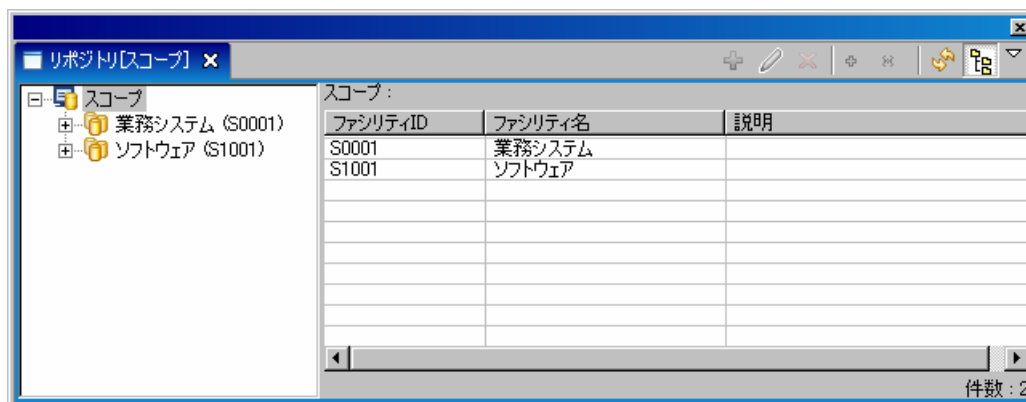 リポジトリ[スコープ]
スコープ
業務システム (S0001)
ソフトウェア (S1001)
スコープ :
ファシリティID ファシリティ名 説明
S0001 業務システム
S1001 ソフトウェア
件数 : 2